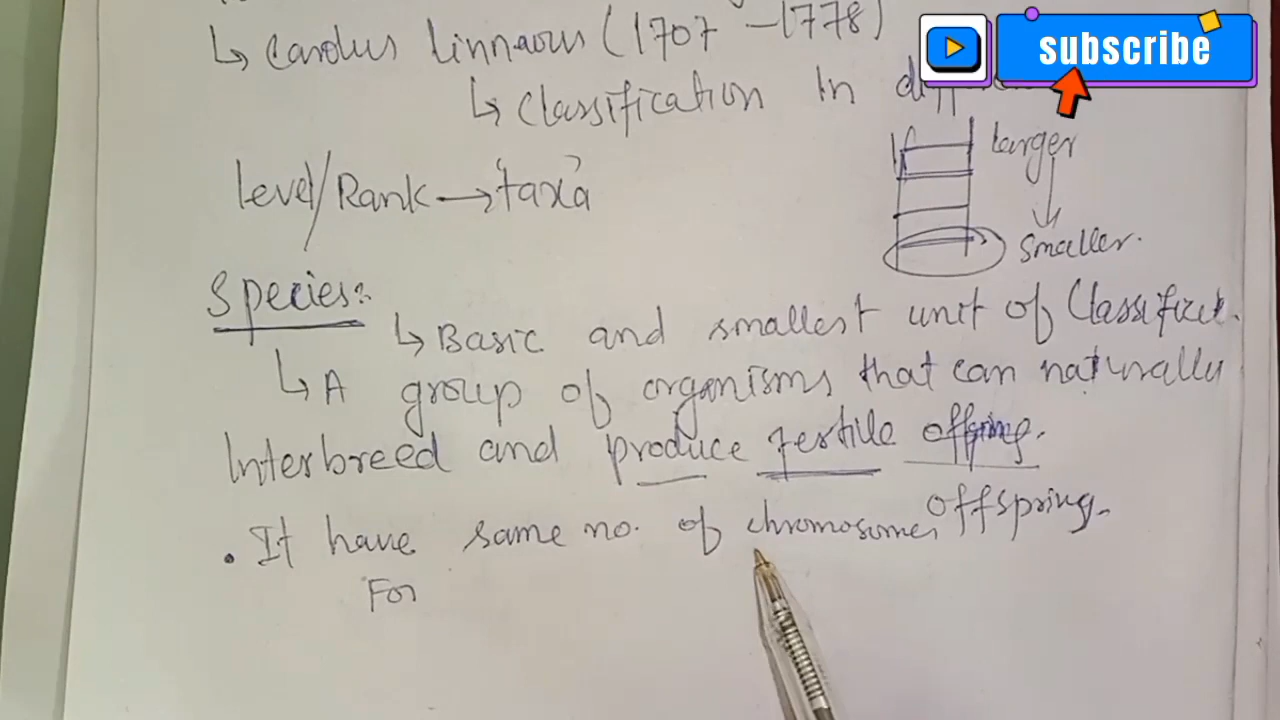 ↳ Carolus linnaeous (1707 – 1778)
subscribe
↳ classification In
level/Rank → 'taxa'
larger
smaller.
Species:
↳ Basic and smallest unit of Classificat.
↳ A group of organisms that can naturally
Interbreed and produce fertile offspring.
offspring.
. It have same no. of chromosomes
For